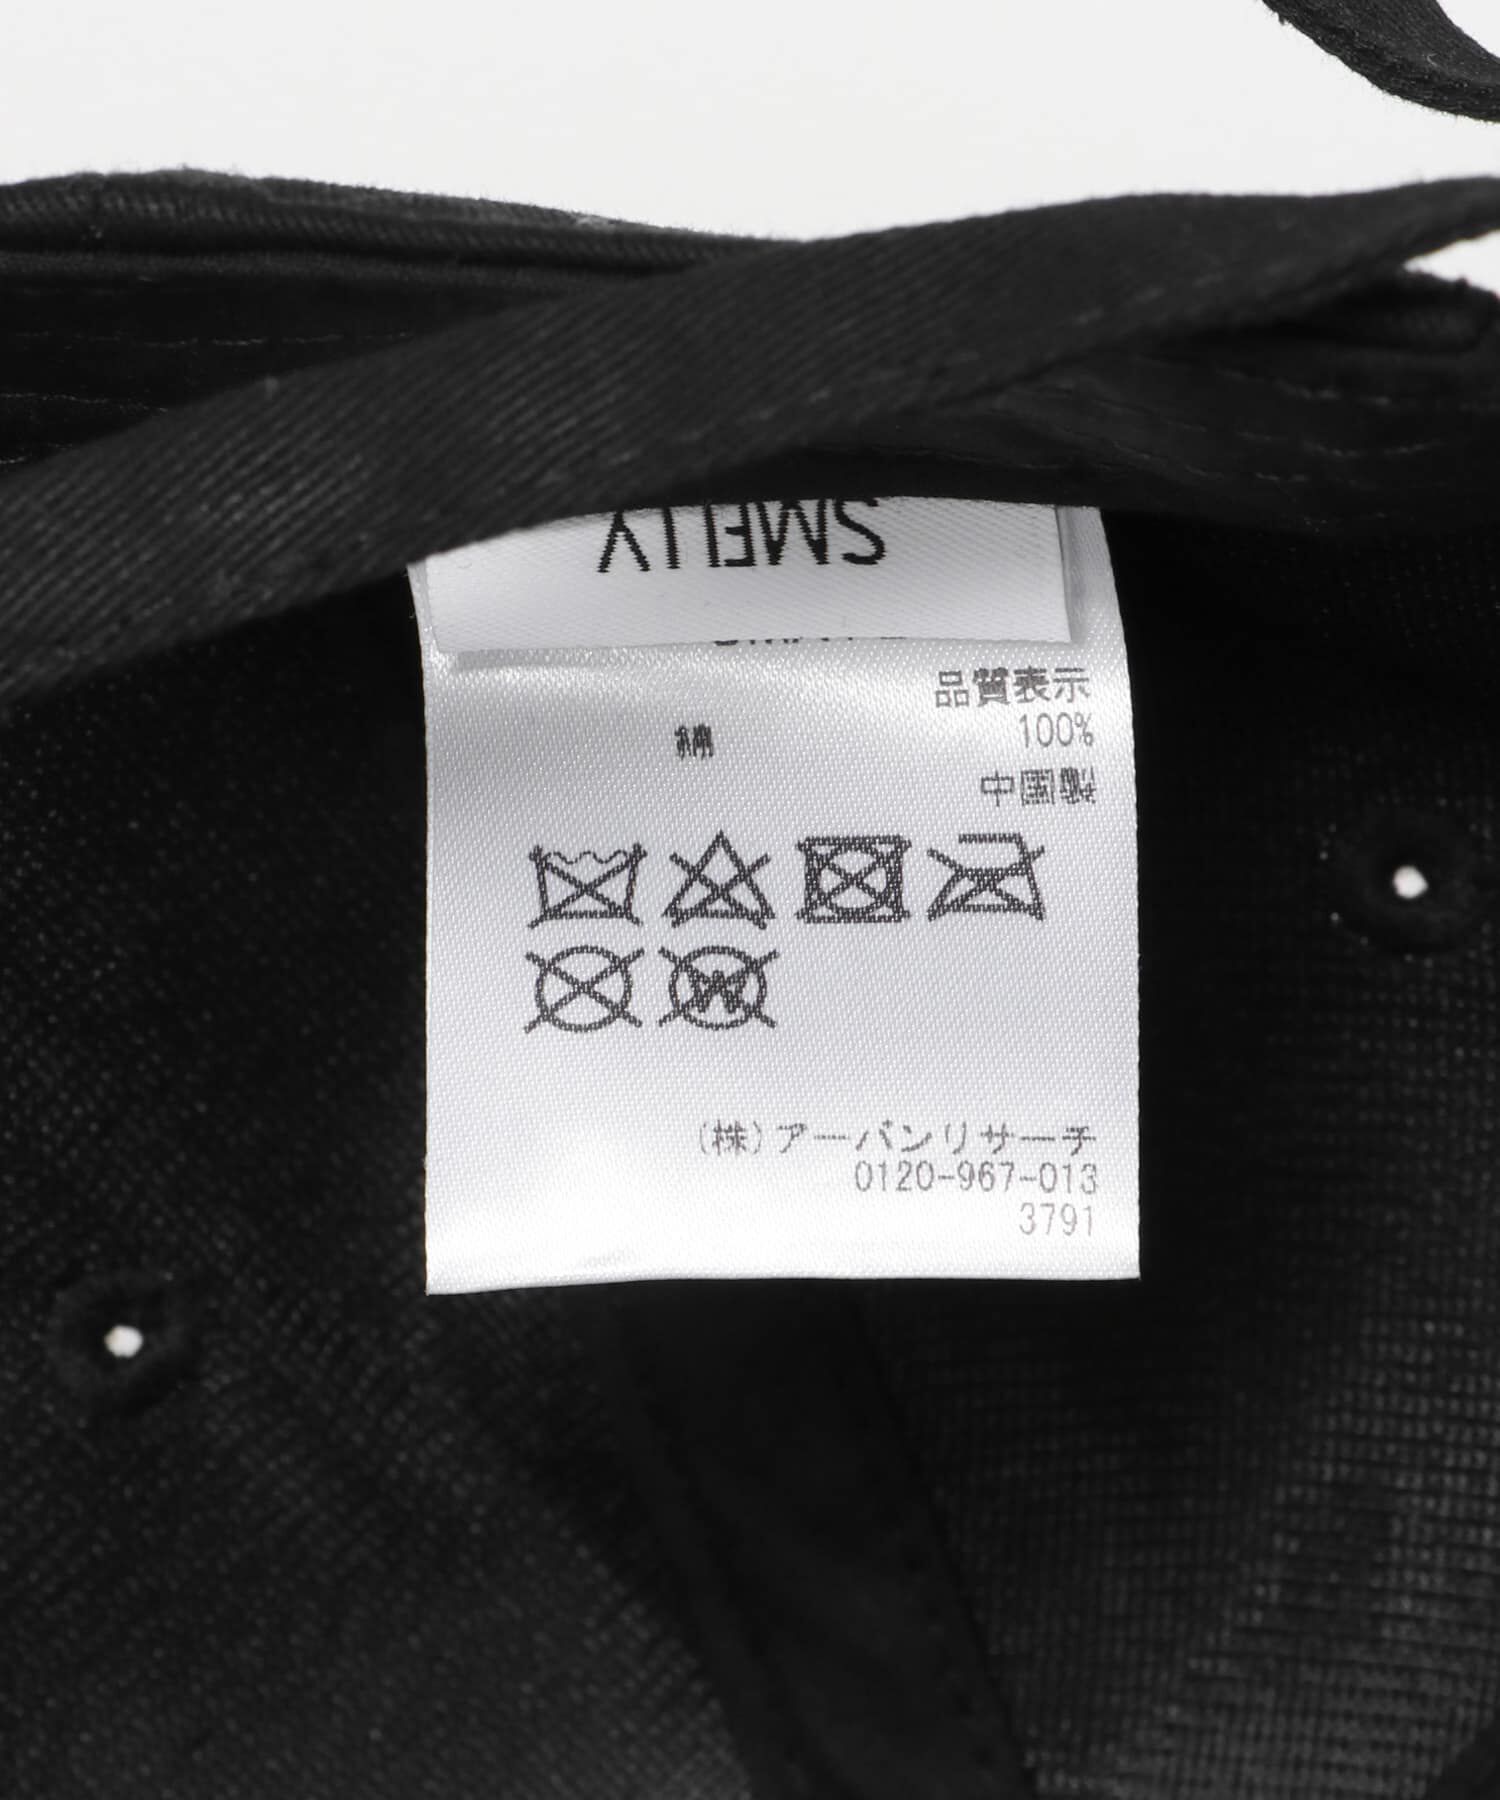 SMELLY
品質表示
綿 100%
中国製
W
(株)アーバンリサーチ
0120-967-013
3791